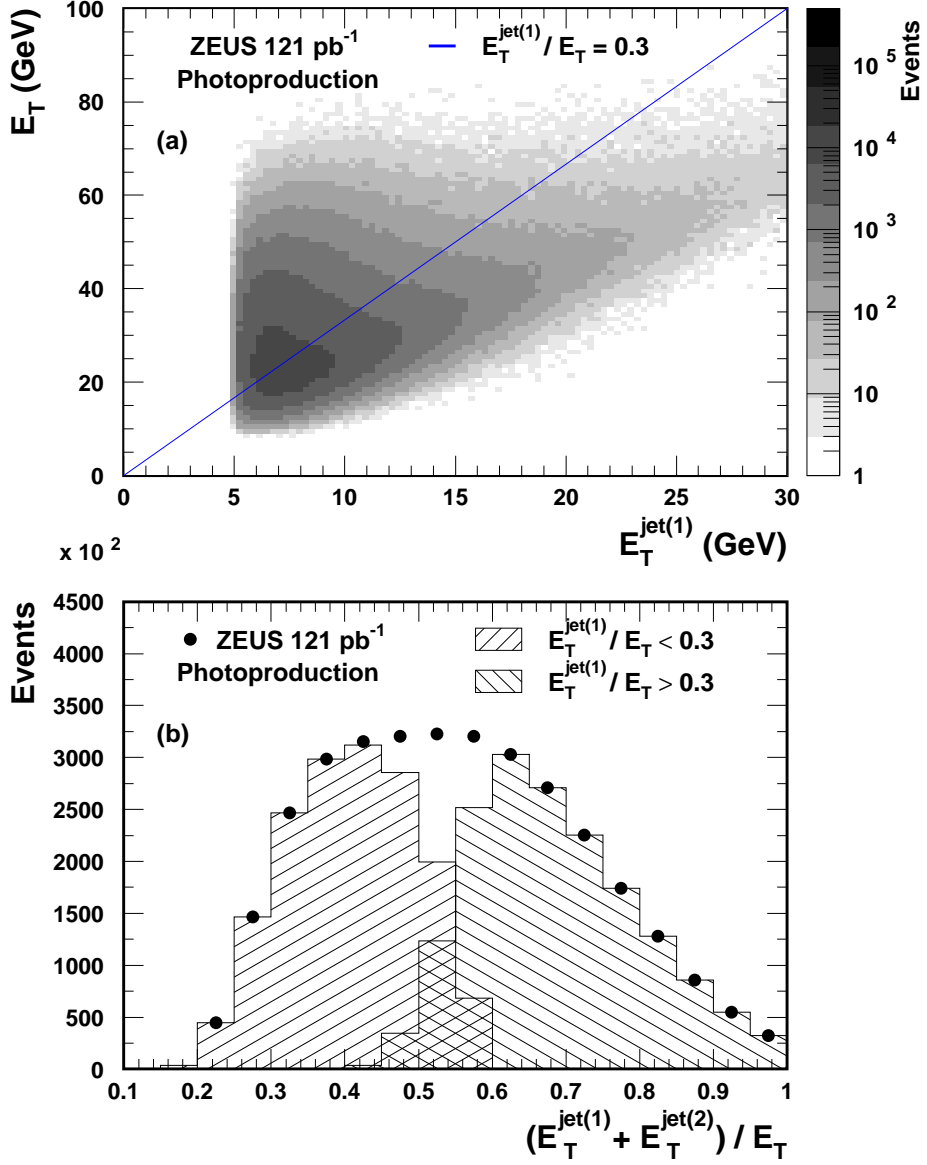 E_T (GeV)
100
80
60
40
20
0
ZEUS 121 pb^-1
Photoproduction
E_T^jet(1) / E_T = 0.3
(a)
0 5 10 15 20 25 30
E_T^jet(1) (GeV)
Events
10^5
10^4
10^3
10^2
10
1
x 10^2
Events
4500
4000
3500
3000
2500
2000
1500
1000
500
0
ZEUS 121 pb^-1
Photoproduction
E_T^jet(1) / E_T < 0.3
E_T^jet(1) / E_T > 0.3
(b)
0.1 0.2 0.3 0.4 0.5 0.6 0.7 0.8 0.9 1
(E_T^jet(1) + E_T^jet(2)) / E_T